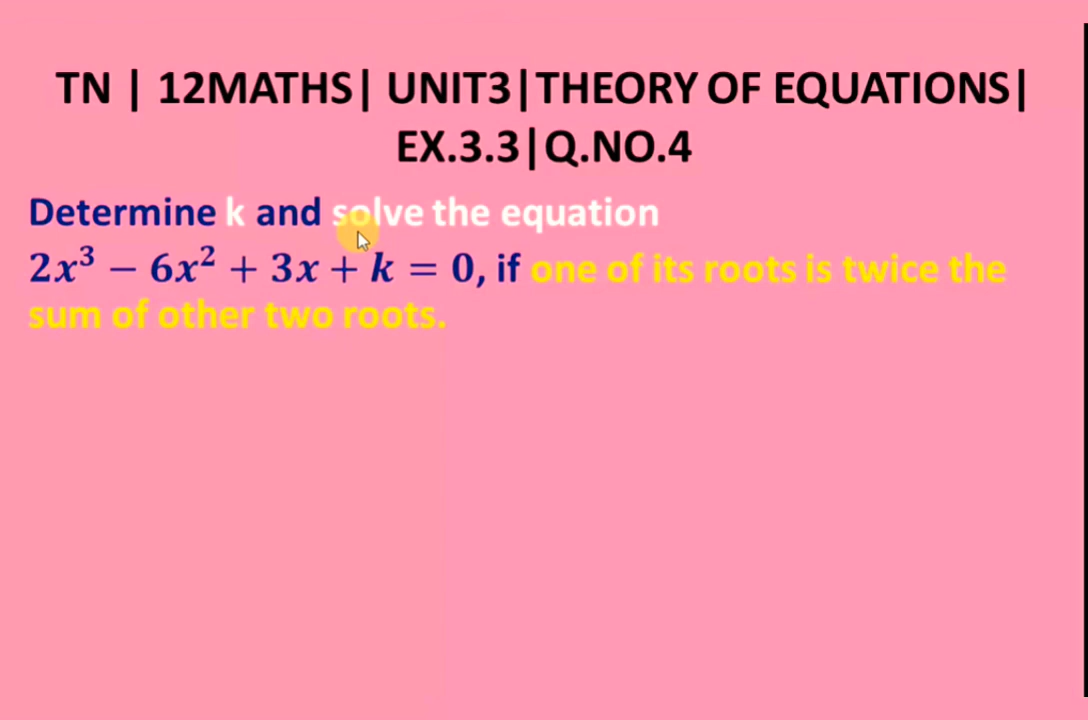 TN | 12MATHS| UNIT3|THEORY OF EQUATIONS|
EX.3.3|Q.NO.4
Determine k and solve the equation
2x³ − 6x² + 3x + k = 0, if one of its roots is twice the
sum of other two roots.